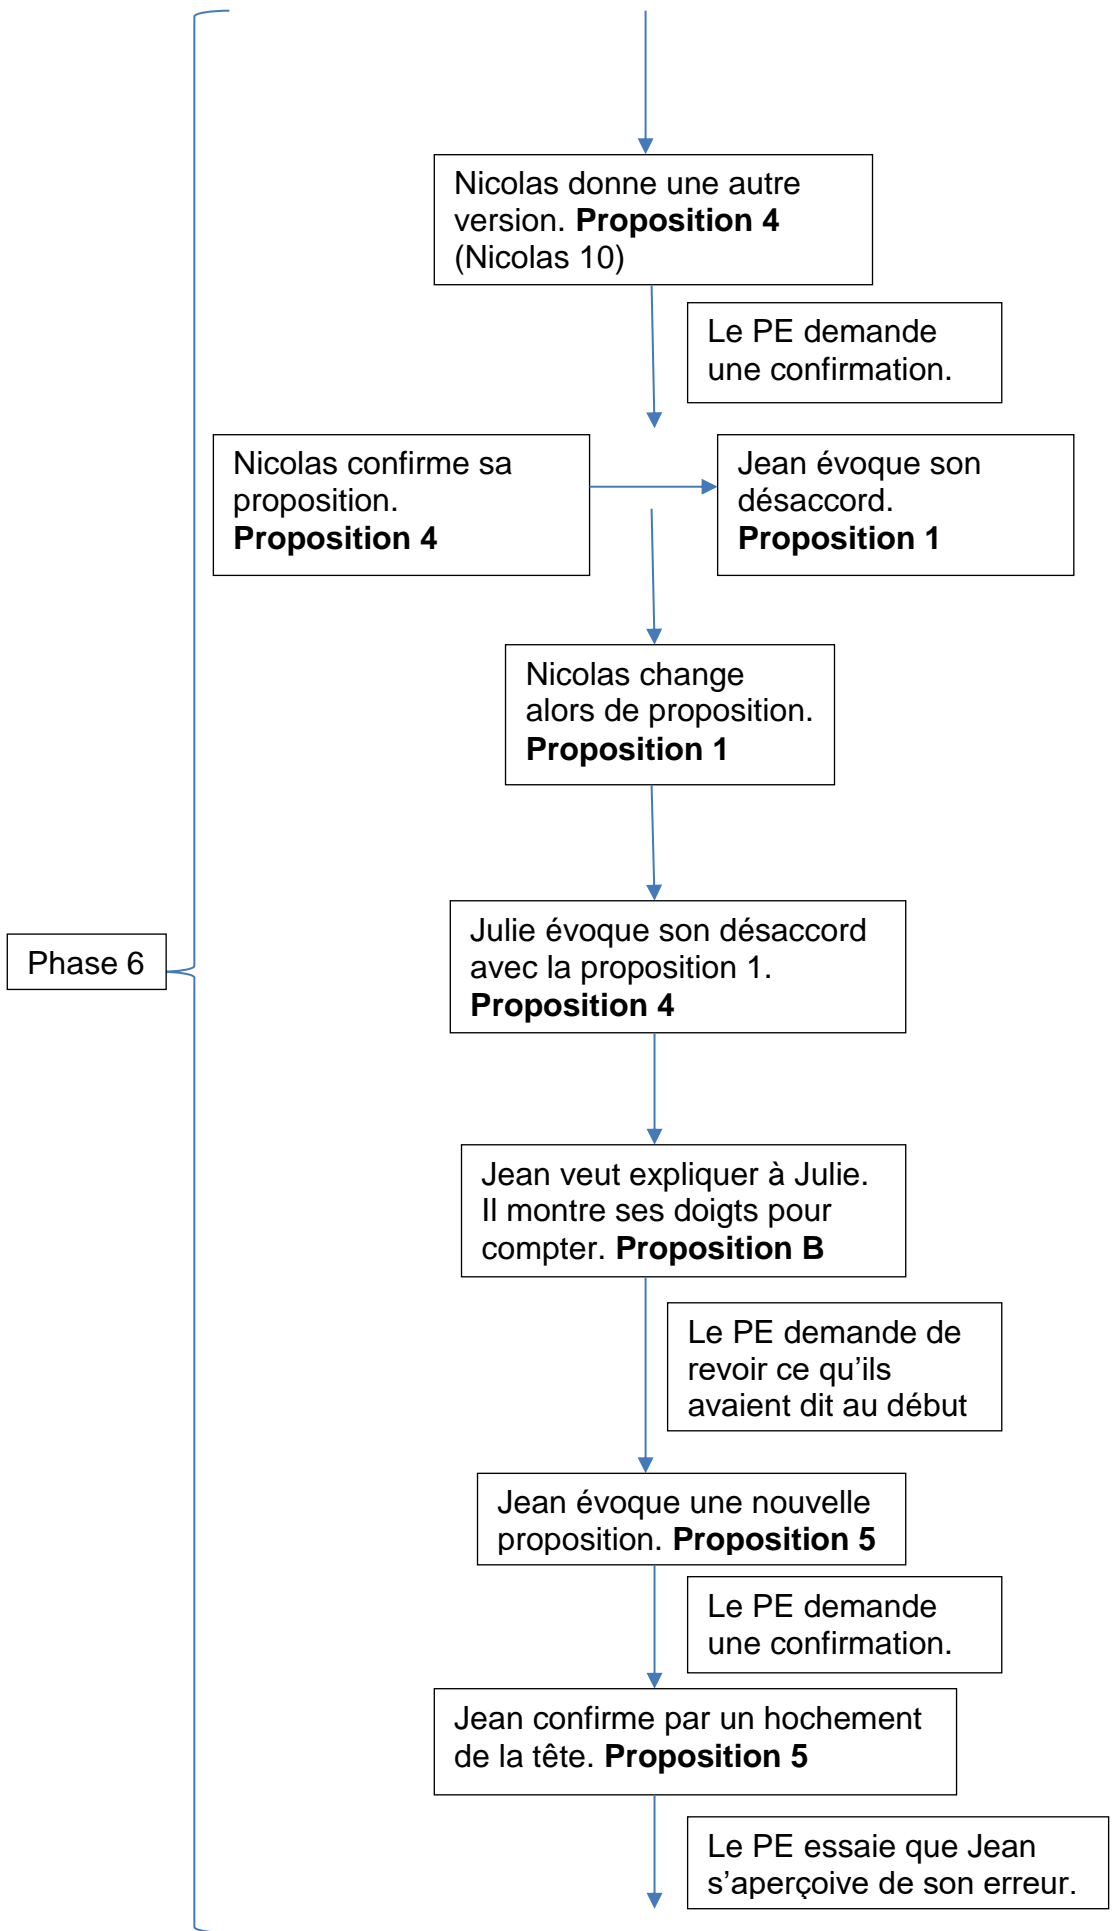 Nicolas donne une autre
version. Proposition 4
(Nicolas 10)
Le PE demande
une confirmation.
Nicolas confirme sa
proposition.
Proposition 4
Jean évoque son
désaccord.
Proposition 1
Nicolas change
alors de proposition.
Proposition 1
Julie évoque son désaccord
avec la proposition 1.
Proposition 4
Phase 6
Jean veut expliquer à Julie.
Il montre ses doigts pour
compter. Proposition B
Le PE demande de
revoir ce qu’ils
avaient dit au début
Jean évoque une nouvelle
proposition. Proposition 5
Le PE demande
une confirmation.
Jean confirme par un hochement
de la tête. Proposition 5
Le PE essaie que Jean
s’aperçoive de son erreur.